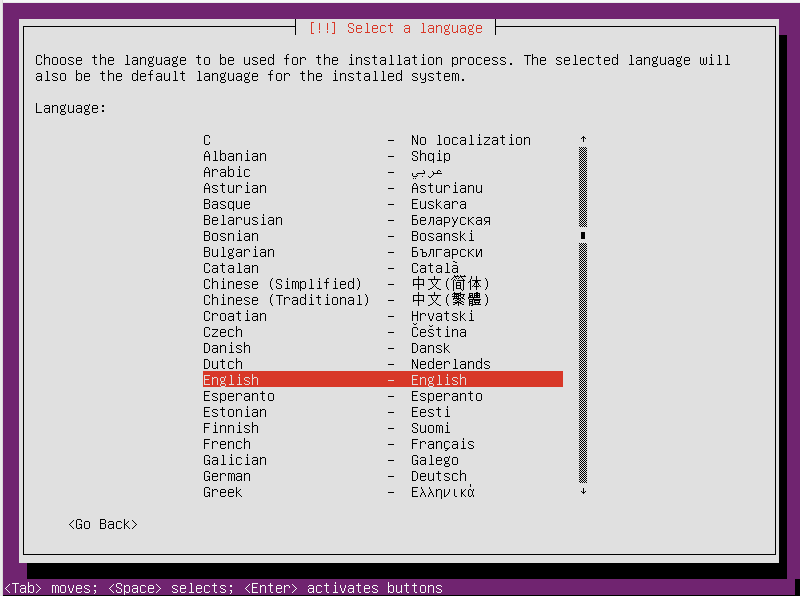 [!!] Select a language
Choose the language to be used for the installation process. The selected language will
also be the default language for the installed system.
Language:
C - No localization ↑
Albanian - Shqip
Arabic - عربي
Asturian - Asturianu
Basque - Euskara
Belarusian - Беларуская
Bosnian - Bosanski
Bulgarian - Български
Catalan - Català
Chinese (Simplified) - 中文(简体)
Chinese (Traditional) - 中文(繁體)
Croatian - Hrvatski
Czech - Čeština
Danish - Dansk
Dutch - Nederlands
English - English
Esperanto - Esperanto
Estonian - Eesti
Finnish - Suomi
French - Français
Galician - Galego
German - Deutsch
Greek - Ελληνικά ↓
<Go Back>
<Tab> moves; <Space> selects; <Enter> activates buttons